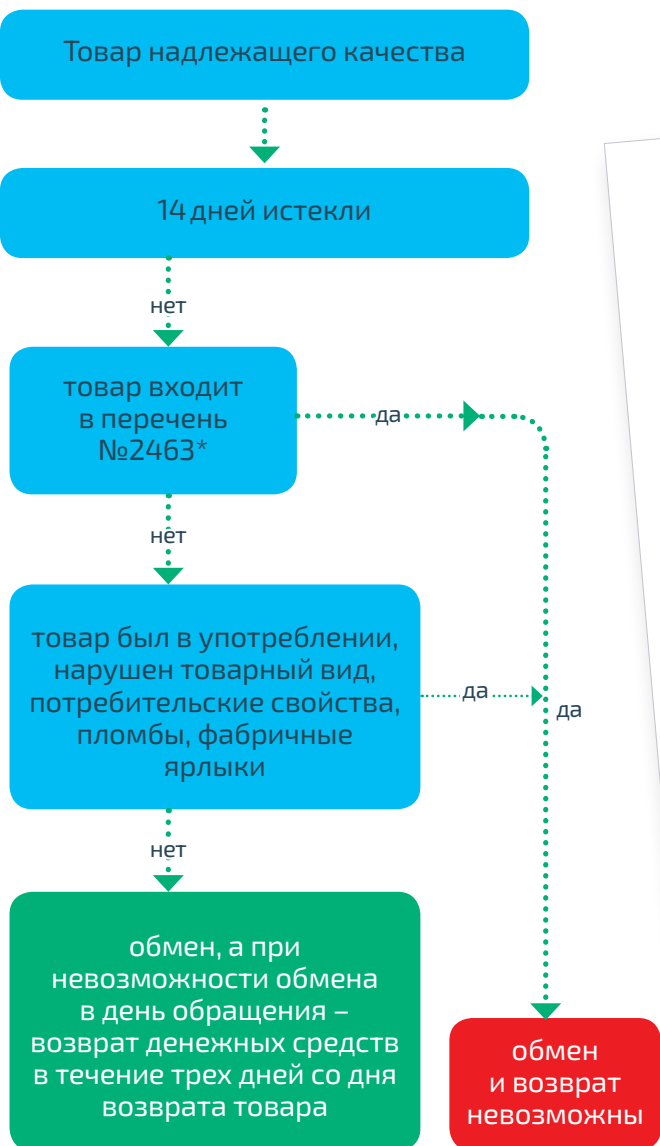 Товар надлежащего качества
14 дней истекли
нет
товар входит
в перечень
№2463*
да
нет
товар был в употреблении,
нарушен товарный вид,
потребительские свойства,
пломбы, фабричные
ярлыки
да
да
нет
обмен, а при
невозможности обмена
в день обращения –
возврат денежных средств
в течение трех дней со дня
возврата товара
обмен
и возврат
невозможны